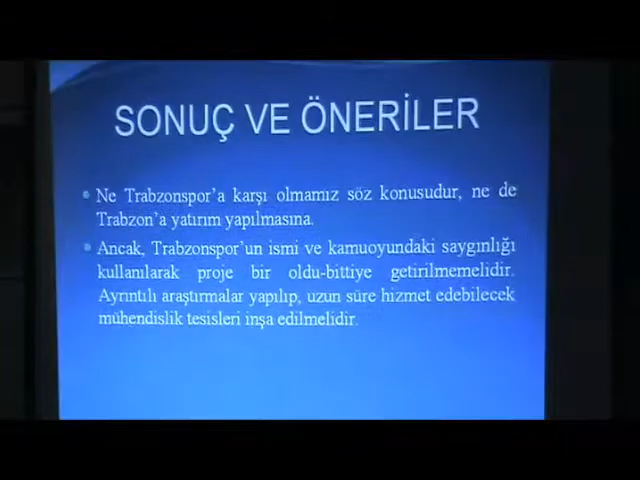 SONUÇ VE ÖNERİLER
Ne Trabzonspor'a karşı olmamız söz konusudur, ne de
Trabzon'a yatırım yapılmasına.
Ancak, Trabzonspor'un ismi ve kamuoyundaki saygınlığı
kullanılarak proje bir oldu-bittiye getirilmemelidir.
Ayrıntılı araştırmalar yapılıp, uzun süre hizmet edebilecek
mühendislik tesisleri inşa edilmelidir.